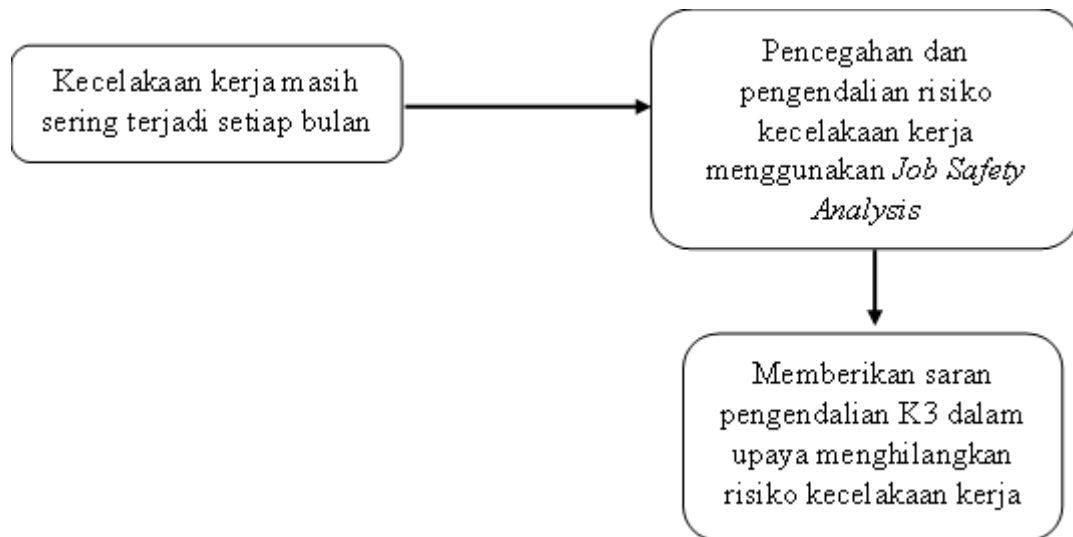 Kecelakaan kerja masih
sering terjadi setiap bulan
Pencegahan dan
pengendalian risiko
kecelakaan kerja
menggunakan Job Safety
Analysis
Memberikan saran
pengendalian K3 dalam
upaya menghilangkan
risiko kecelakaan kerja